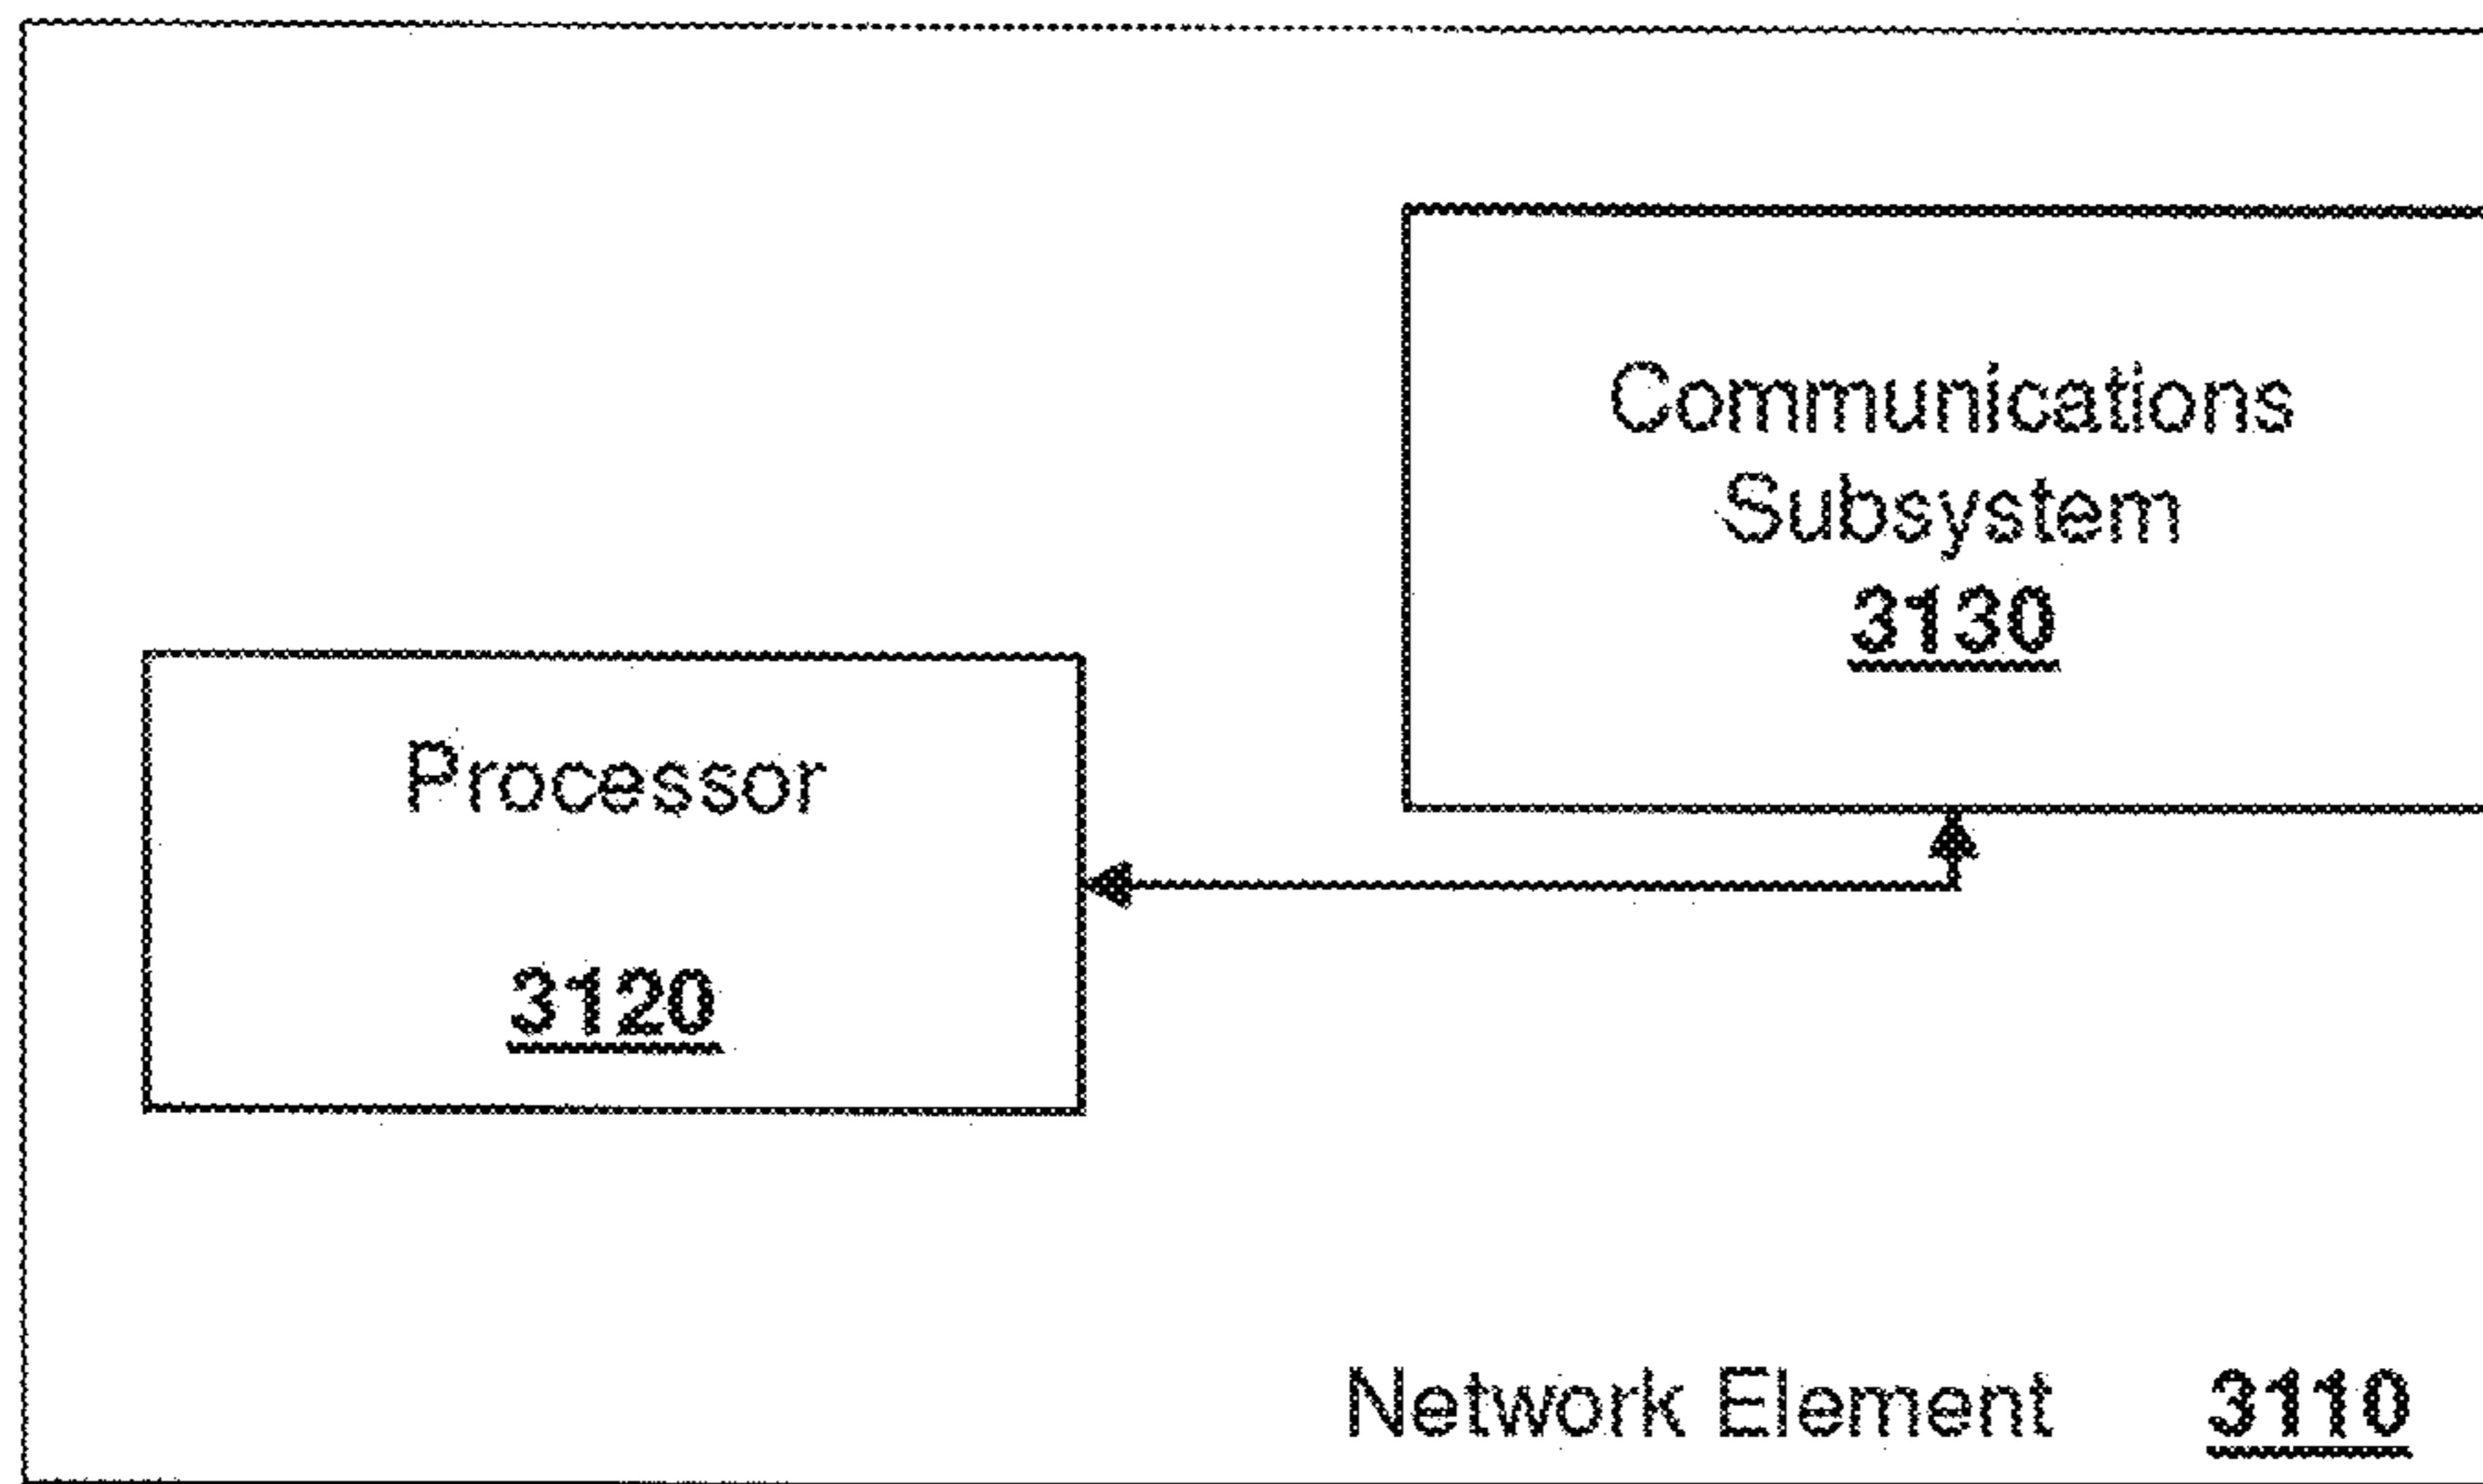 Communications
Subsystem
3130
Processor
3120
Network Element 3110